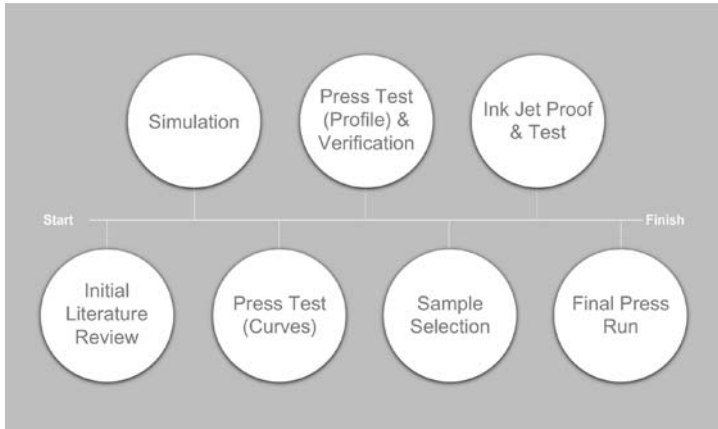 Simulation
Press Test
(Profile) &
Verification
Ink Jet Proof
& Test
Start
Finish
Initial
Literature
Review
Press Test
(Curves)
Sample
Selection
Final Press
Run